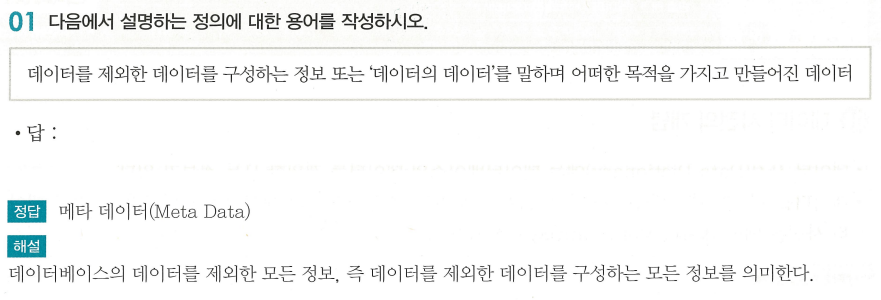 01 다음에서 설명하는 정의에 대한 용어를 작성하시오.
데이터를 제외한 데이터를 구성하는 정보 또는 '데이터의 데이터'를 말하며 어떠한 목적을 가지고 만들어진 데이터
• 답 :
정답 메타 데이터(Meta Data)
해설
데이터베이스의 데이터를 제외한 모든 정보, 즉 데이터를 제외한 데이터를 구성하는 모든 정보를 의미한다.